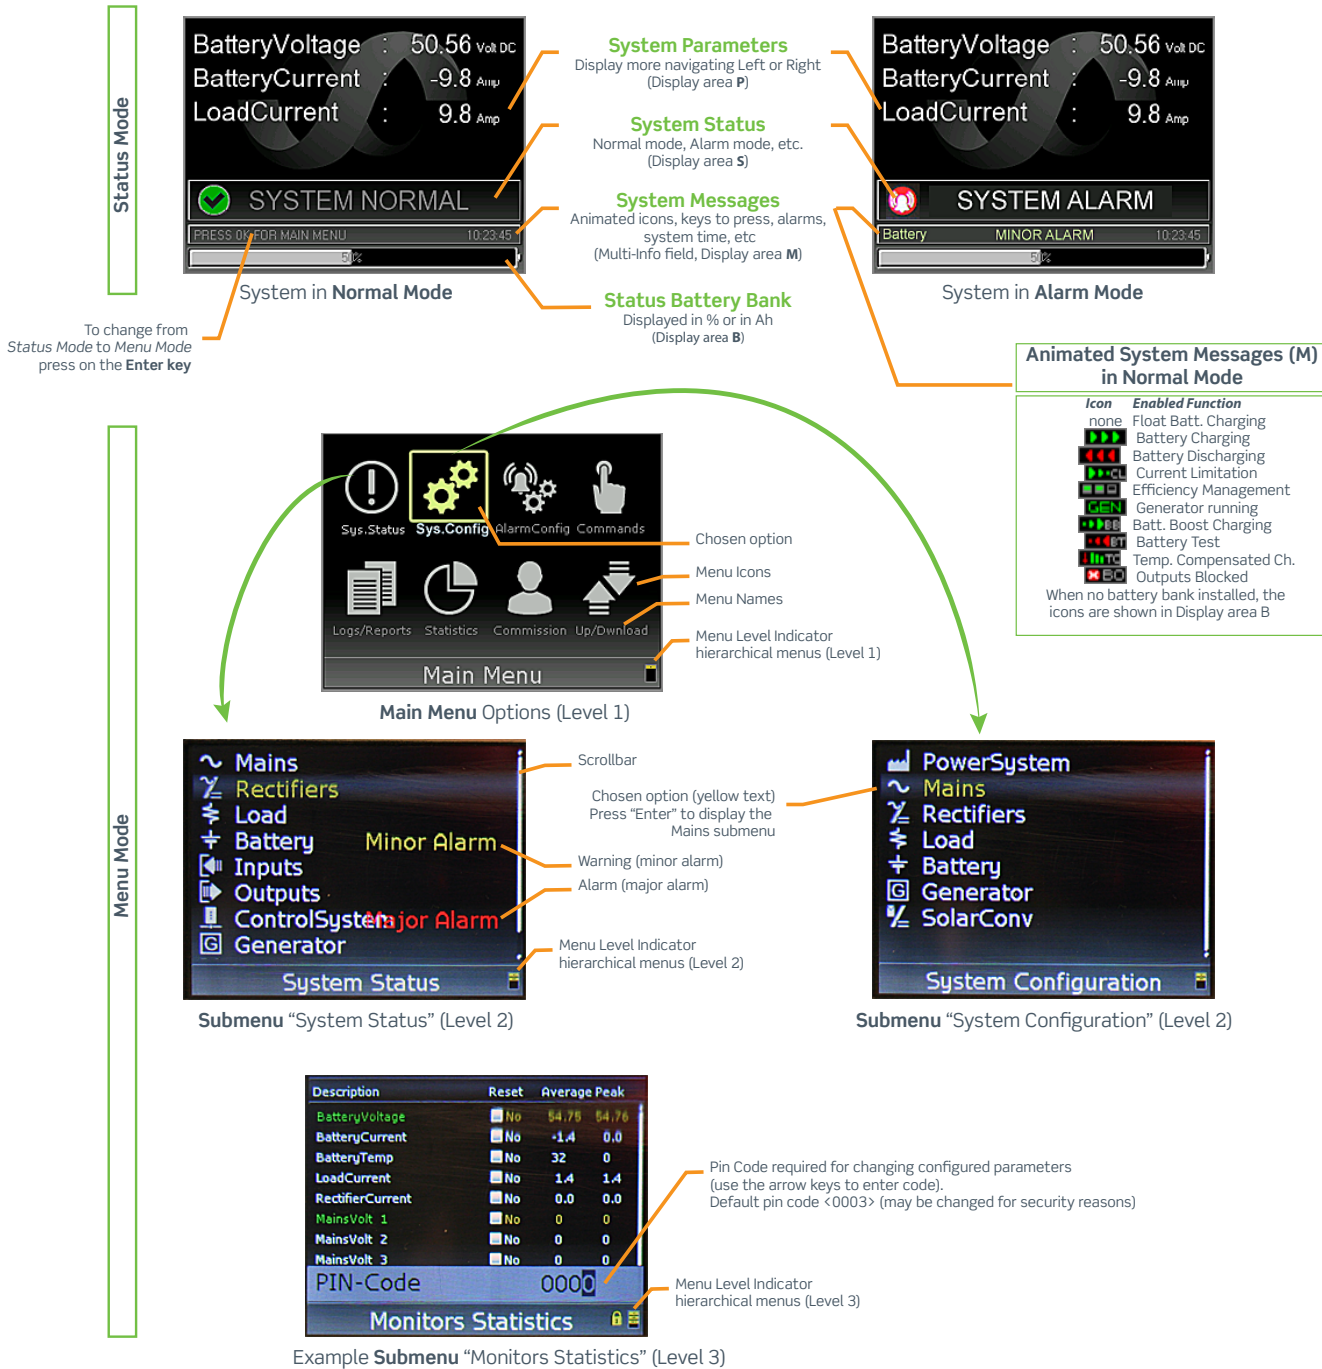 Status Mode
BatteryVoltage : 50.56 Volt DC
BatteryCurrent : -9.8 Amp
LoadCurrent : 9.8 Amp
SYSTEM NORMAL
PRESS OK FOR MAIN MENU 10:23:45
50%
System in Normal Mode
System Parameters
Display more navigating Left or Right
(Display area P)
System Status
Normal mode, Alarm mode, etc.
(Display area S)
System Messages
Animated icons, keys to press, alarms,
system time, etc
(Multi-Info field, Display area M)
Status Battery Bank
Displayed in % or in Ah
(Display area B)
BatteryVoltage : 50.56 Volt DC
BatteryCurrent : -9.8 Amp
LoadCurrent : 9.8 Amp
SYSTEM ALARM
Battery MINOR ALARM 10:23:45
50%
System in Alarm Mode
To change from
Status Mode to Menu Mode
press on the Enter key
Animated System Messages (M)
in Normal Mode
Icon Enabled Function
none Float Batt. Charging
Battery Charging
Battery Discharging
CL Current Limitation
Efficiency Management
GEN Generator running
BB Batt. Boost Charging
BT Battery Test
TC Temp. Compensated Ch.
BO Outputs Blocked
When no battery bank installed, the
icons are shown in Display area B
Menu Mode
Sys.Status Sys.Config AlarmConfig Commands
Logs/Reports Statistics Commission Up/Dwnload
Main Menu
Main Menu Options (Level 1)
Chosen option
Menu Icons
Menu Names
Menu Level Indicator
hierarchical menus (Level 1)
Mains
Rectifiers
Load
Battery Minor Alarm
Inputs
Outputs
ControlSystem Major Alarm
G Generator
System Status
Submenu “System Status” (Level 2)
Scrollbar
Chosen option (yellow text)
Press “Enter” to display the
Mains submenu
Warning (minor alarm)
Alarm (major alarm)
Menu Level Indicator
hierarchical menus (Level 2)
PowerSystem
Mains
Rectifiers
Load
Battery
G Generator
SolarConv
System Configuration
Submenu “System Configuration” (Level 2)
Description Reset Average Peak
BatteryVoltage No 54.75 54.76
BatteryCurrent No -1.4 0.0
BatteryTemp No 32 0
LoadCurrent No 1.4 1.4
RectifierCurrent No 0.0 0.0
MainsVolt 1 No 0 0
MainsVolt 2 No 0 0
MainsVolt 3 No 0 0
PIN-Code 0000
Monitors Statistics
Example Submenu “Monitors Statistics” (Level 3)
Pin Code required for changing configured parameters
(use the arrow keys to enter code).
Default pin code <0003> (may be changed for security reasons)
Menu Level Indicator
hierarchical menus (Level 3)